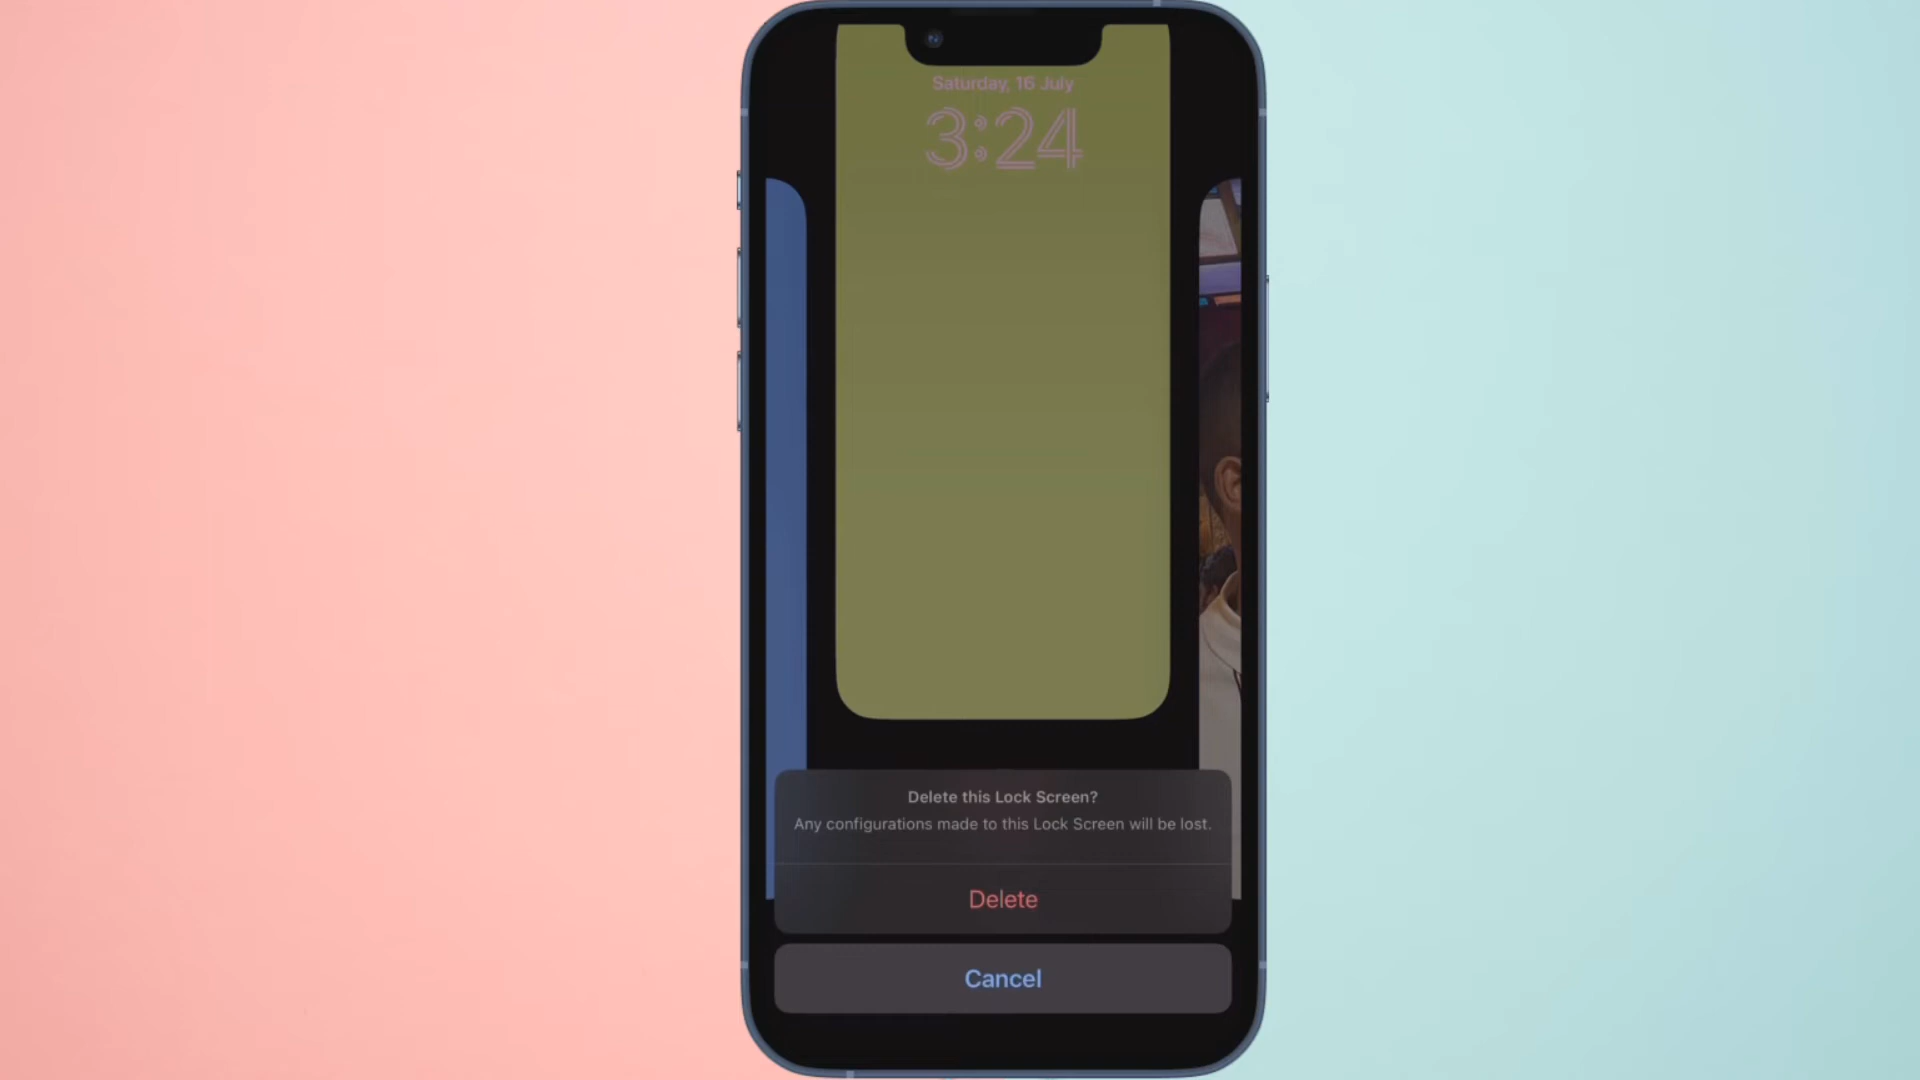 Saturday, 16 July
3:24
Delete this Lock Screen?
Any configurations made to this Lock Screen will be lost.
Delete
Cancel